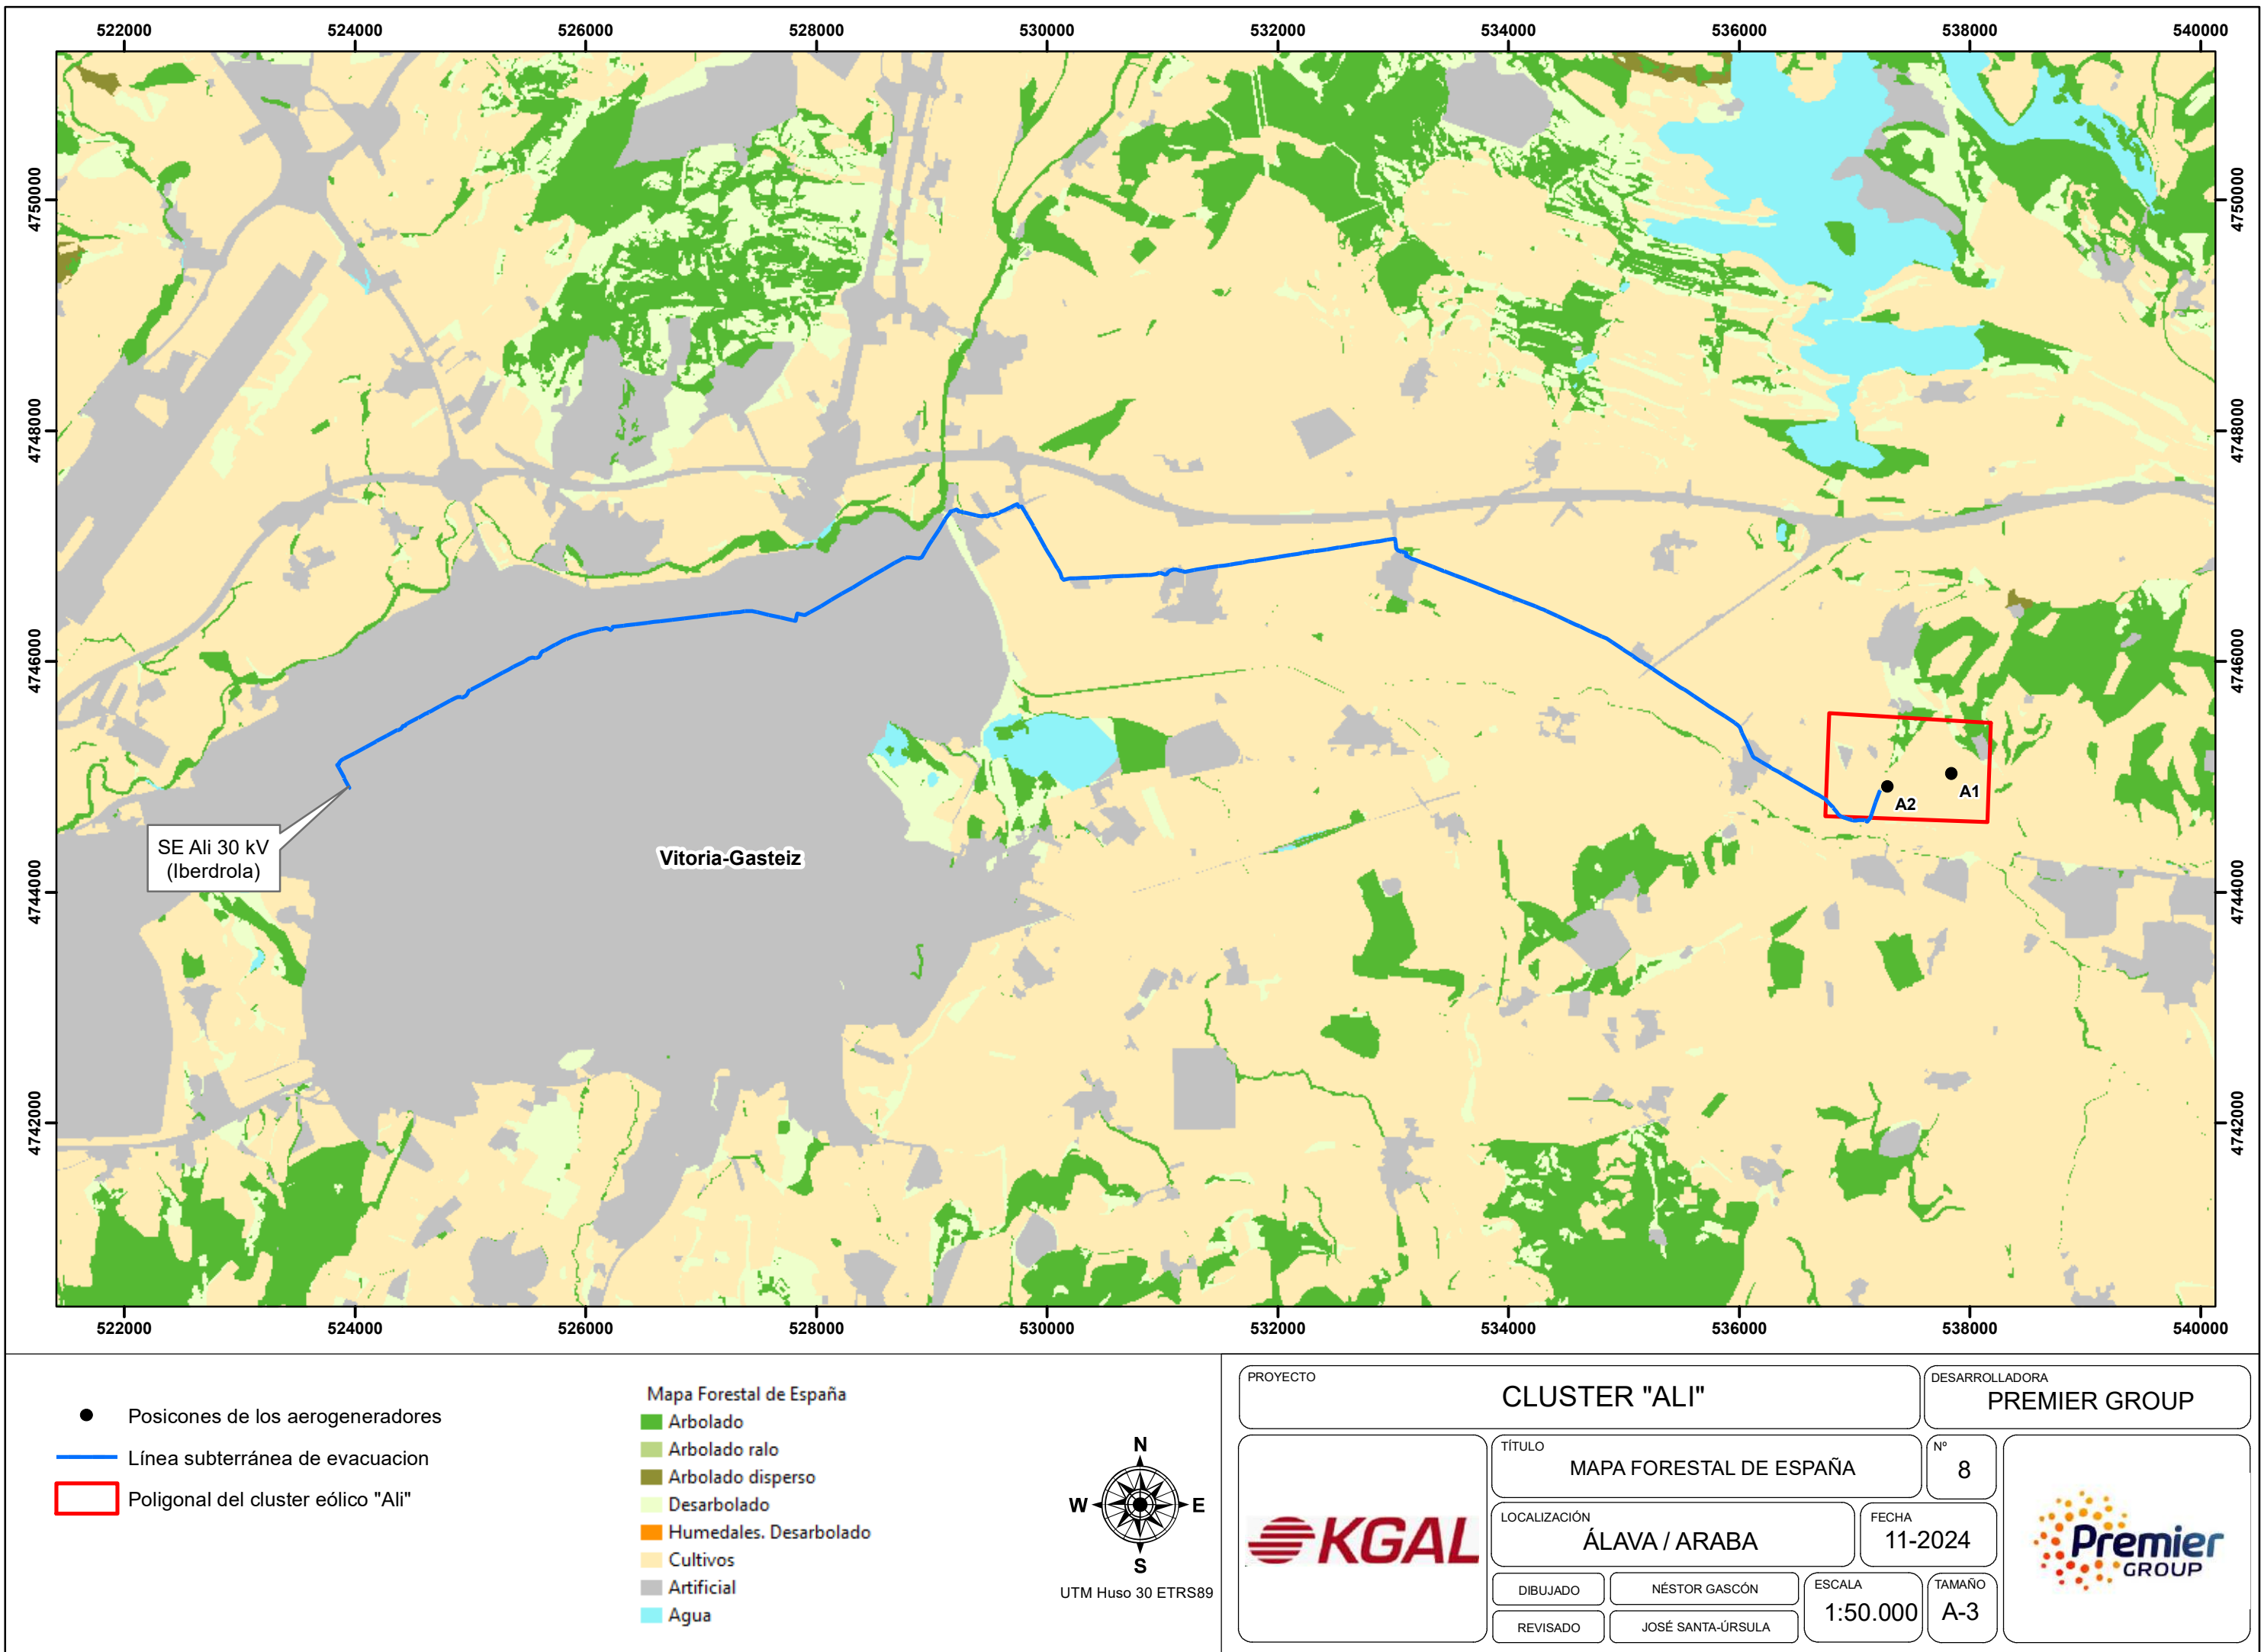 522000 524000 526000 528000 530000 532000 534000 536000 538000 540000
4750000 4750000
4748000 4748000
4746000 4746000
4744000 4744000
4742000 4742000
A1
A2
SE Ali 30 kV
(Iberdrola)
Vitoria-Gasteiz
522000 524000 526000 528000 530000 532000 534000 536000 538000 540000
Posicones de los aerogeneradores
Línea subterránea de evacuacion
Poligonal del cluster eólico "Ali"
Mapa Forestal de España
Arbolado
Arbolado ralo
Arbolado disperso
Desarbolado
Humedales. Desarbolado
Cultivos
Artificial
Agua
N
W E
S
UTM Huso 30 ETRS89
PROYECTO
CLUSTER "ALI"
DESARROLLADORA
PREMIER GROUP
KGAL
TÍTULO
MAPA FORESTAL DE ESPAÑA
Nº
8
LOCALIZACIÓN
ÁLAVA / ARABA
FECHA
11-2024
DIBUJADO
NÉSTOR GASCÓN
REVISADO
JOSÉ SANTA-ÚRSULA
ESCALA
1:50.000
TAMAÑO
A-3
Premier
GROUP